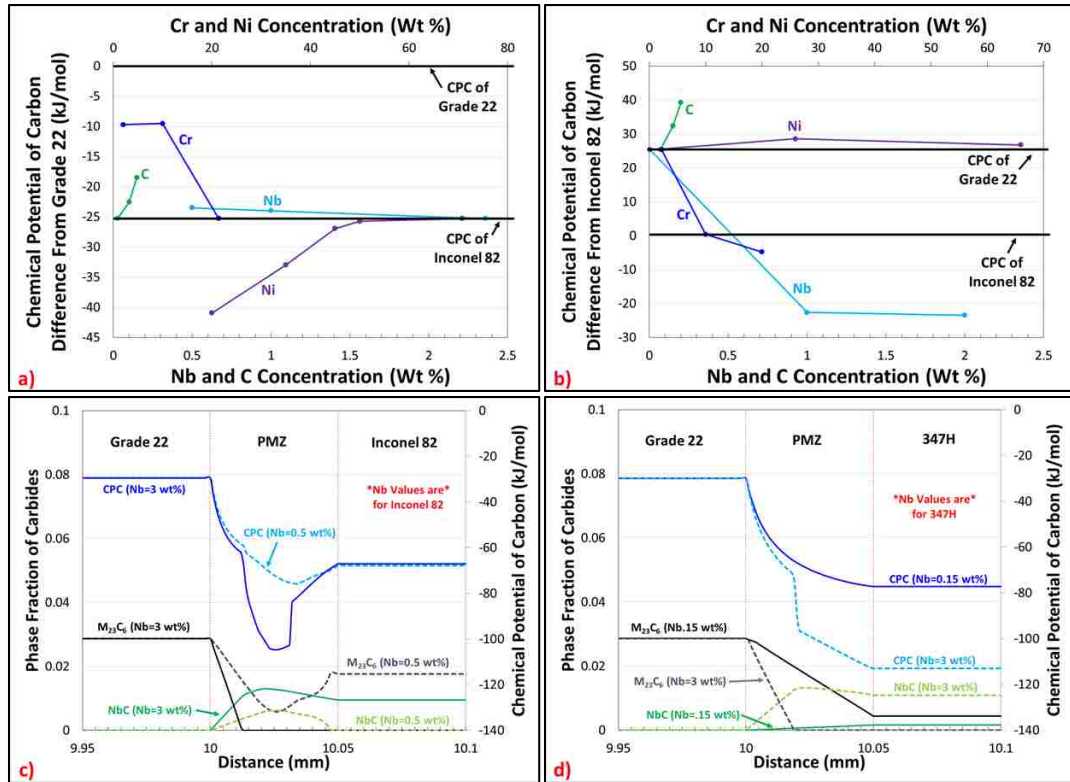 Cr and Ni Concentration (Wt %)
0 20 40 60 80
Chemical Potential of Carbon
Difference From Grade 22 (kJ/mol)
0
-5
-10
-15
-20
-25
-30
-35
-40
-45
CPC of
Grade 22
Cr
C
Nb
CPC of
Inconel 82
Ni
0 0.5 1 1.5 2 2.5
Nb and C Concentration (Wt %)
a)
Cr and Ni Concentration (Wt %)
0 10 20 30 40 50 60 70
Chemical Potential of Carbon
Difference From Inconel 82 (kJ/mol)
50
40
30
20
10
0
-10
-20
-30
C
Ni
CPC of
Grade 22
Cr
CPC of
Inconel 82
Nb
0 0.5 1 1.5 2 2.5
Nb and C Concentration (Wt %)
b)
Phase Fraction of Carbides
0.1
0.08
0.06
0.04
0.02
0
Grade 22 PMZ Inconel 82
CPC (Nb=3 wt%)
*Nb Values are*
for Inconel 82
CPC (Nb=0.5 wt%)
M₂₃C₆ (Nb=3 wt%)
M₂₃C₆ (Nb=0.5 wt%)
NbC (Nb=3 wt%)
NbC (Nb=0.5 wt%)
0
-20
-40
-60
-80
-100
-120
-140
Chemical Potential of Carbon (kJ/mol)
9.95 10 10.05 10.1
Distance (mm)
c)
Phase Fraction of Carbides
0.1
0.08
0.06
0.04
0.02
0
Grade 22 PMZ 347H
*Nb Values are*
for 347H
CPC (Nb=0.15 wt%)
M₂₃C₆ (Nb.15 wt%)
CPC (Nb=3 wt%)
M₂₃C₆ (Nb=3 wt%)
NbC (Nb=3 wt%)
NbC (Nb=.15 wt%)
0
-20
-40
-60
-80
-100
-120
-140
Chemical Potential of Carbon (kJ/mol)
9.95 10 10.05 10.1
Distance (mm)
d)